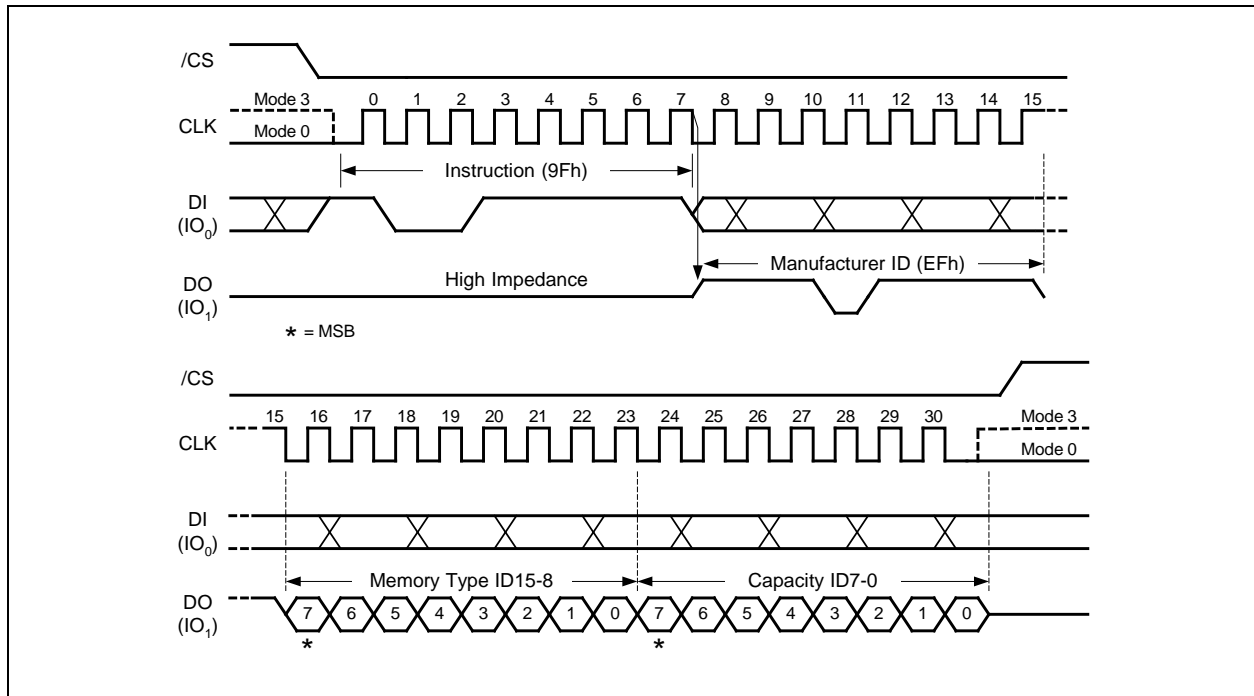 /CS
Mode 3 0 1 2 3 4 5 6 7 8 9 10 11 12 13 14 15
CLK
Mode 0
Instruction (9Fh)
DI
(IO0)
Manufacturer ID (EFh)
DO
(IO1)
High Impedance
* = MSB
/CS
15 16 17 18 19 20 21 22 23 24 25 26 27 28 29 30 Mode 3
CLK
Mode 0
DI
(IO0)
Memory Type ID15-8 Capacity ID7-0
DO
(IO1)
7 6 5 4 3 2 1 0 7 6 5 4 3 2 1 0
* *